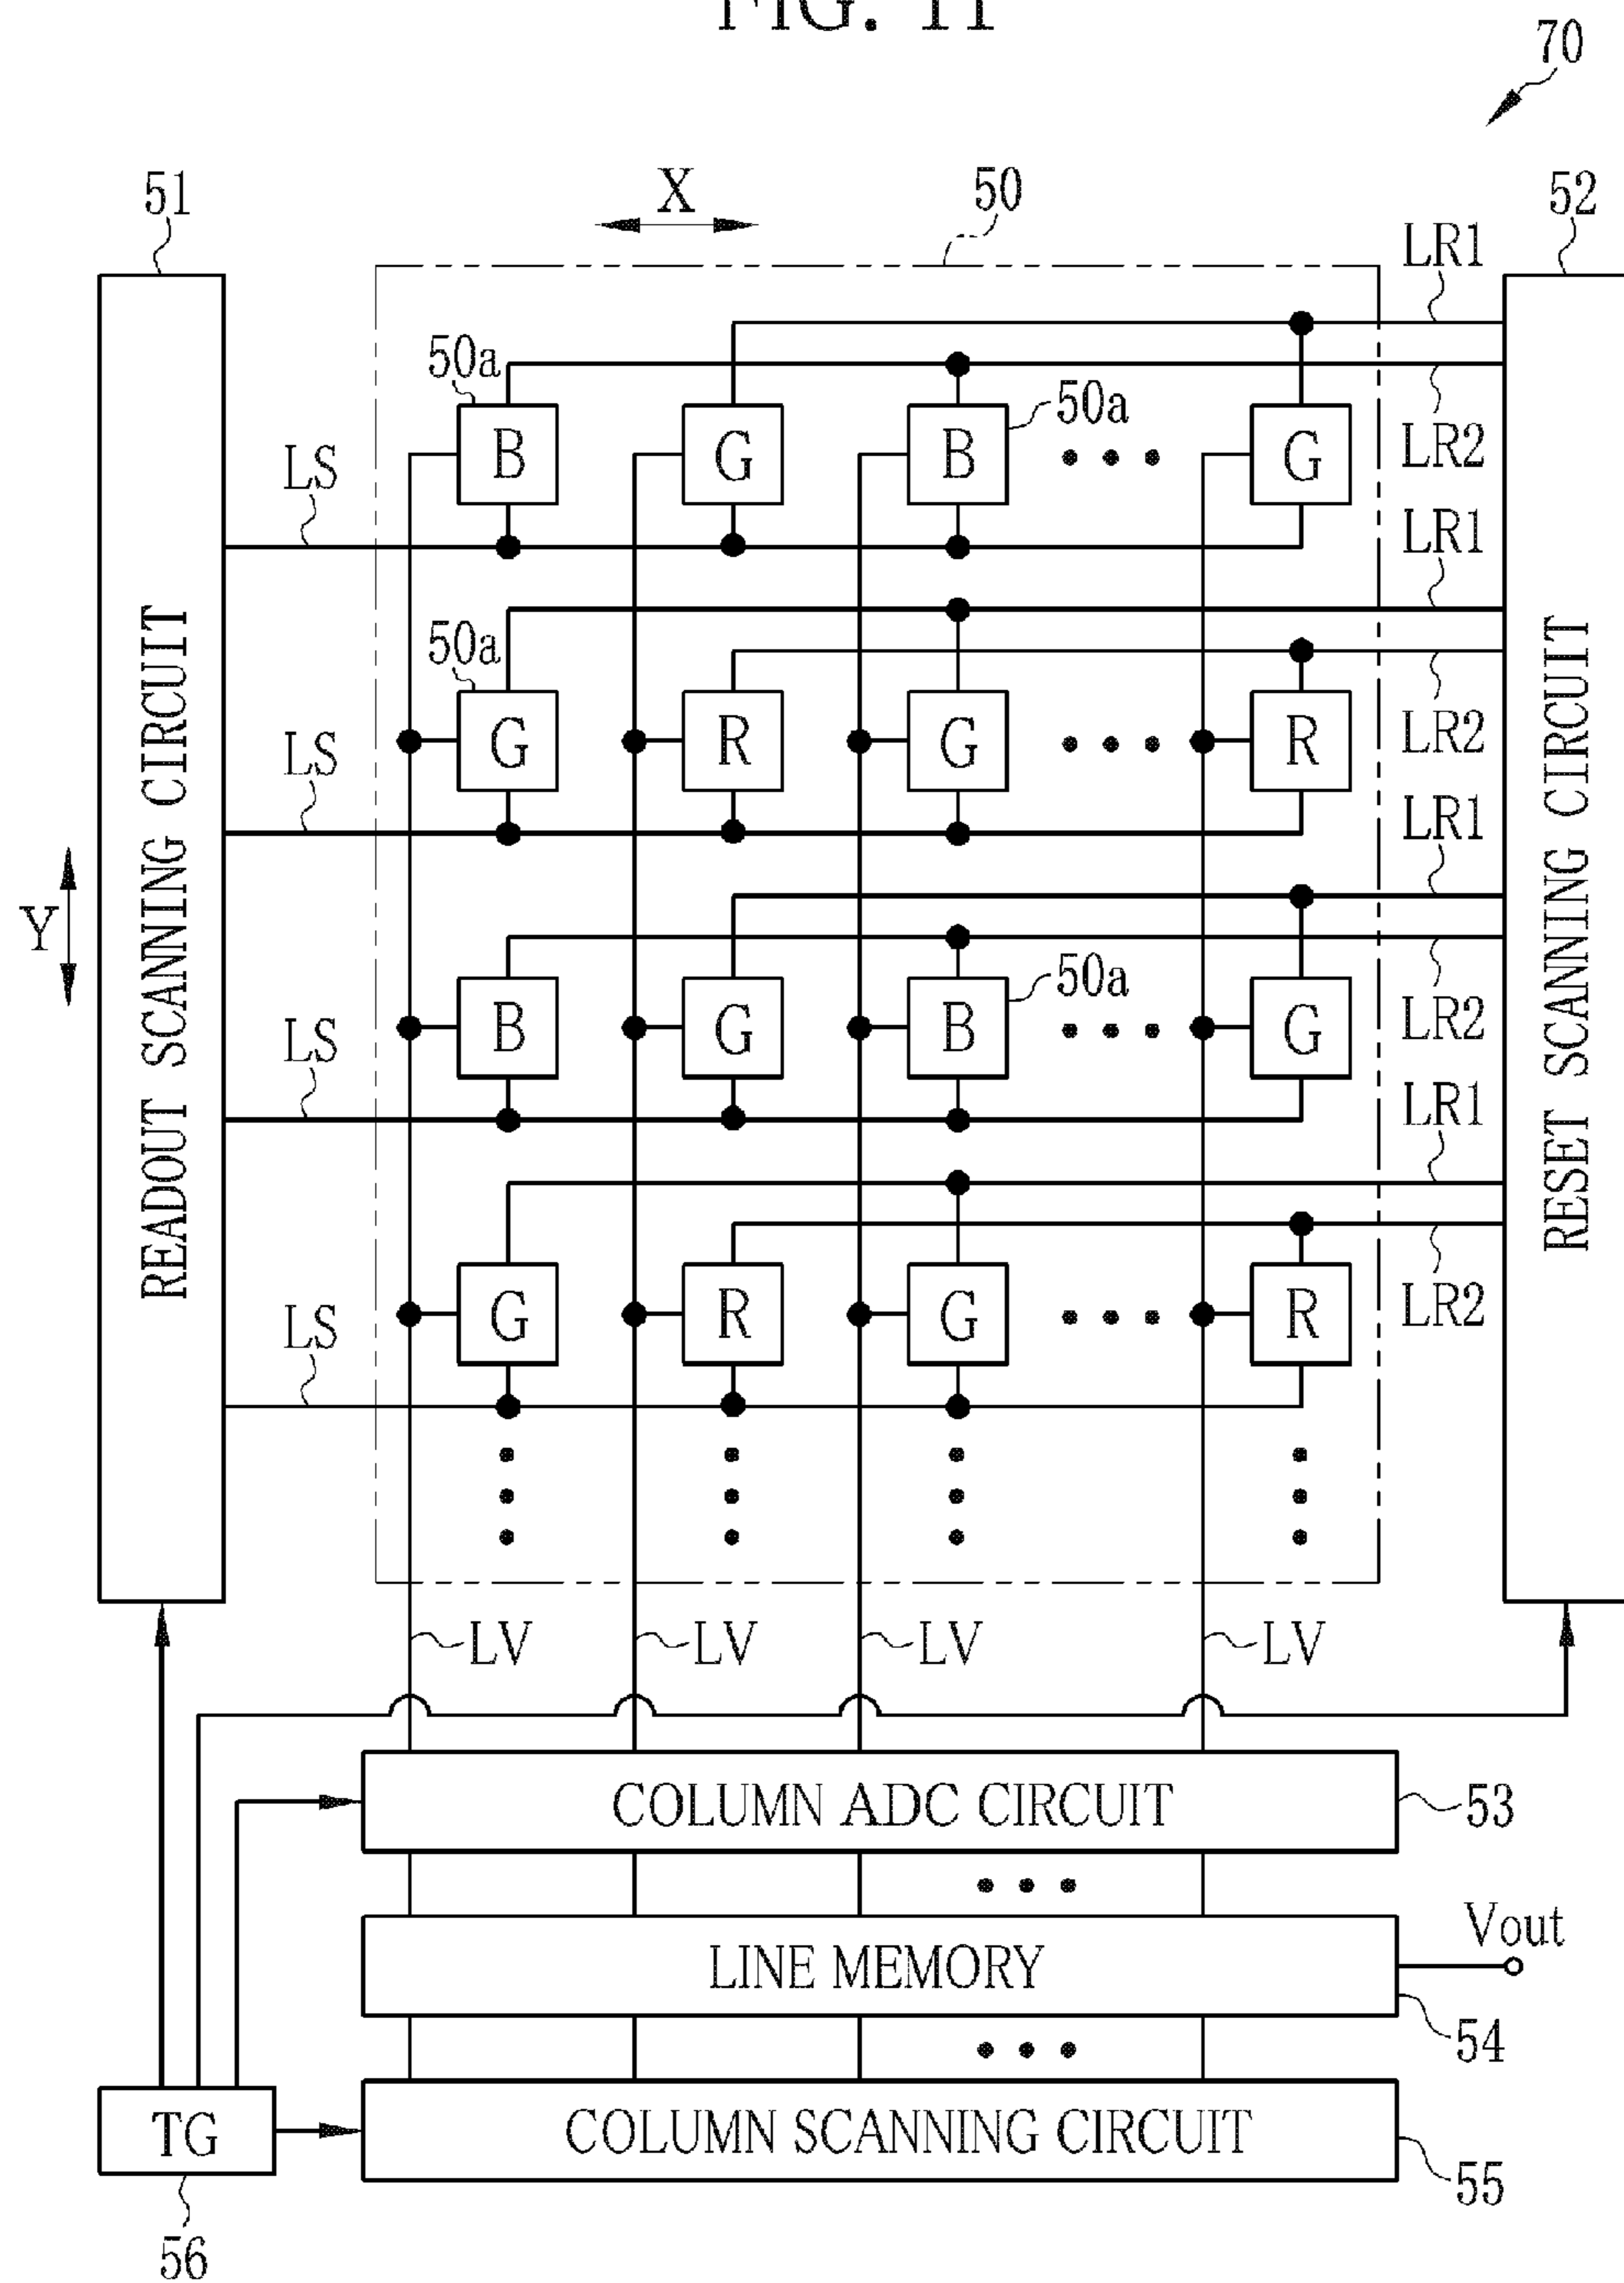 FIG. 11
70
51
X
50
52
LR1
50a
50a
B
G
B
G
LR2
LS
LR1
50a
G
R
G
R
LR2
LS
LR1
READOUT SCANNING CIRCUIT
RESET SCANNING CIRCUIT
Y
50a
B
G
B
G
LR2
LS
LR1
G
R
G
R
LR2
LS
LV
LV
LV
LV
COLUMN ADC CIRCUIT
53
Vout
LINE MEMORY
54
TG
COLUMN SCANNING CIRCUIT
55
56